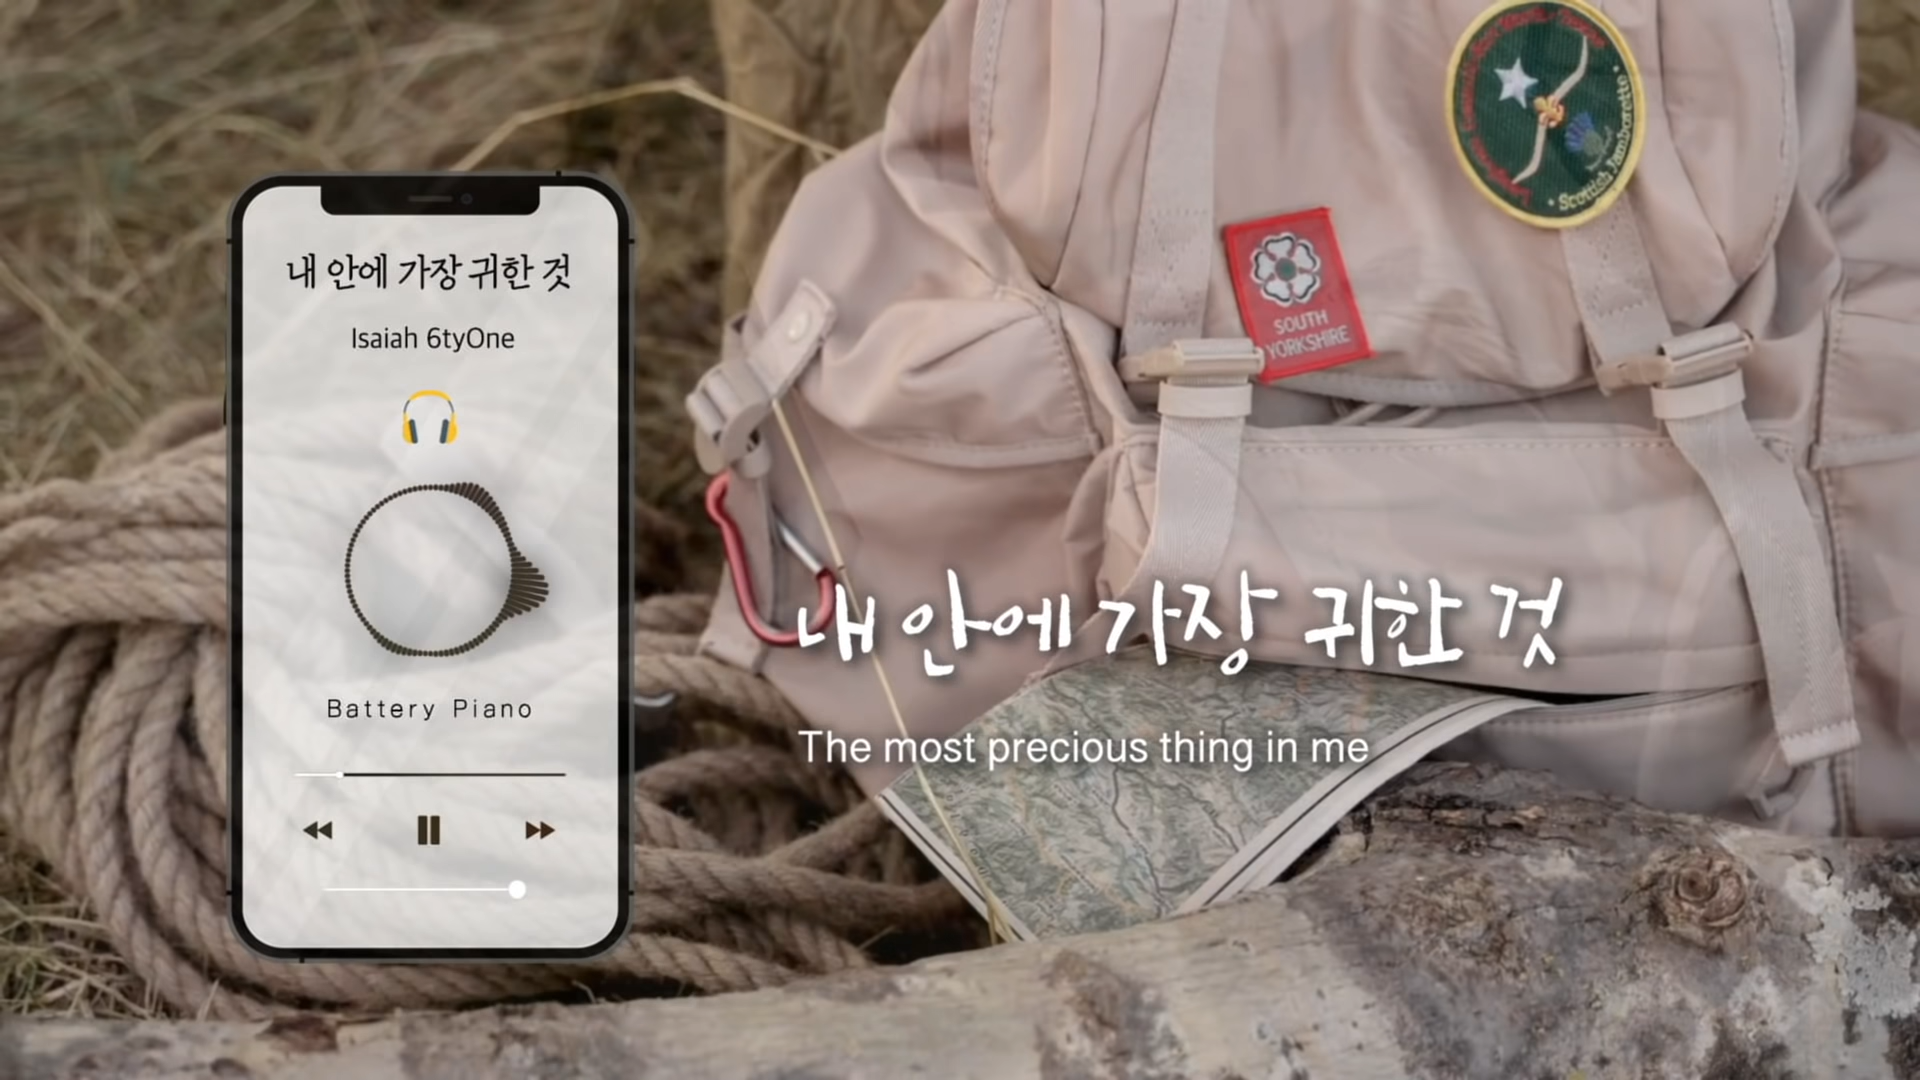 내 안에 가장 귀한 것
Isaiah 6tyOne
Battery Piano
내 안에 가장 귀한 것
The most precious thing in me
SOUTH
YORKSHIRE
Scottish Jamborette